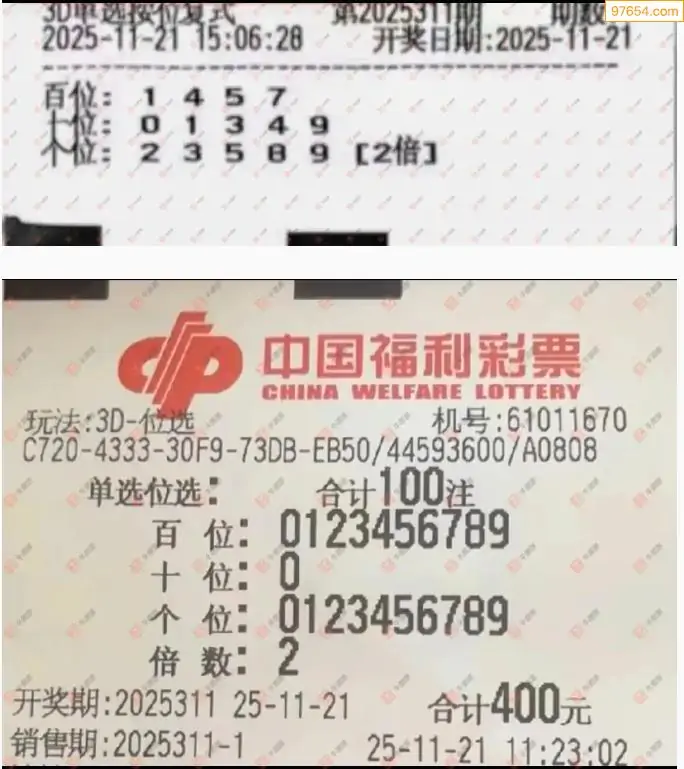 97654.com
3D单选按位复式 第2025311期 期数
2025-11-21 15:06:28 开奖日期:2025-11-21
百位: 1 4 5 7
十位: 0 1 3 4 9
个位: 2 3 5 8 9 [2倍]
中国福利彩票
CHINA WELFARE LOTTERY
玩法:3D-位选 机号:61011670
C720-4333-30F9-73DB-EB50/44593600/A0808
单选位选: 合计100注
百 位: 0123456789
十 位: 0
个 位: 0123456789
倍 数: 2
开奖期:2025311 25-11-21 合计400元
销售期:2025311-1 25-11-21 11:23:02